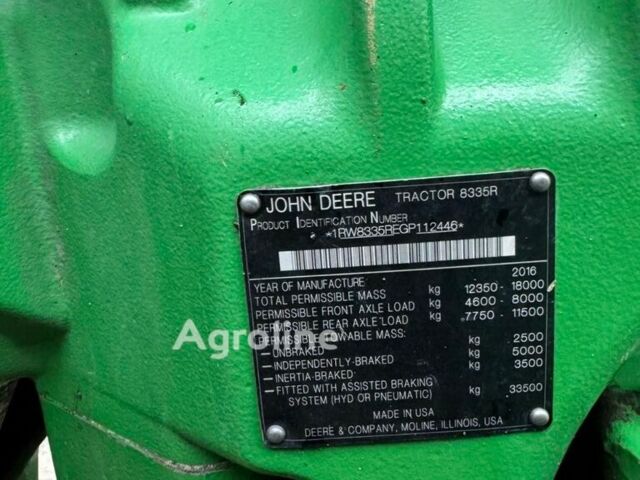 JOHN DEERE TRACTOR 8335R
PRODUCT IDENTIFICATION NUMBER
*1RW8335REGP112446*
YEAR OF MANUFACTURE 2016
TOTAL PERMISSIBLE MASS kg 12350 - 18000
PERMISSIBLE FRONT AXLE LOAD kg 4600 - 8000
PERMISSIBLE REAR AXLE LOAD kg 7750 - 11500
PERMISSIBLE TOWABLE MASS:
-UNBRAKED kg 2500
-INDEPENDENTLY-BRAKED kg 5000
-INERTIA-BRAKED kg 3500
-FITTED WITH ASSISTED BRAKING kg 33500
SYSTEM (HYD OR PNEUMATIC)
MADE IN USA
DEERE & COMPANY, MOLINE, ILLINOIS, USA
Agroline